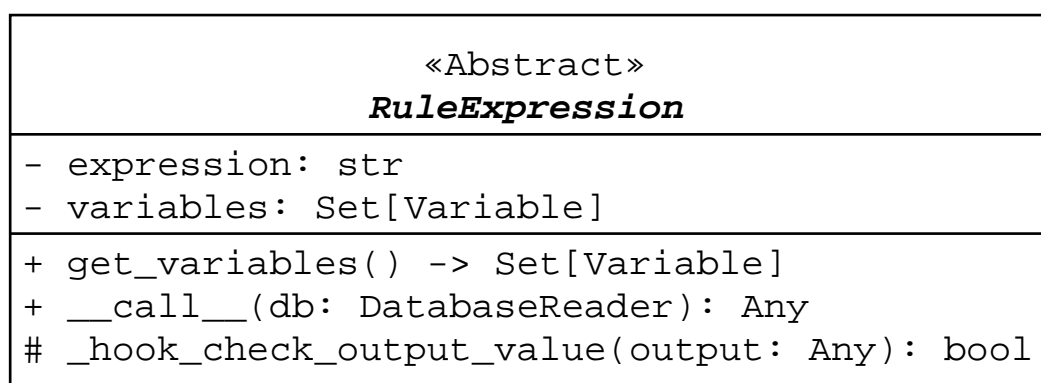 «Abstract»
RuleExpression
- expression: str
- variables: Set[Variable]
+ get_variables() -> Set[Variable]
+ __call__(db: DatabaseReader): Any
# _hook_check_output_value(output: Any): bool